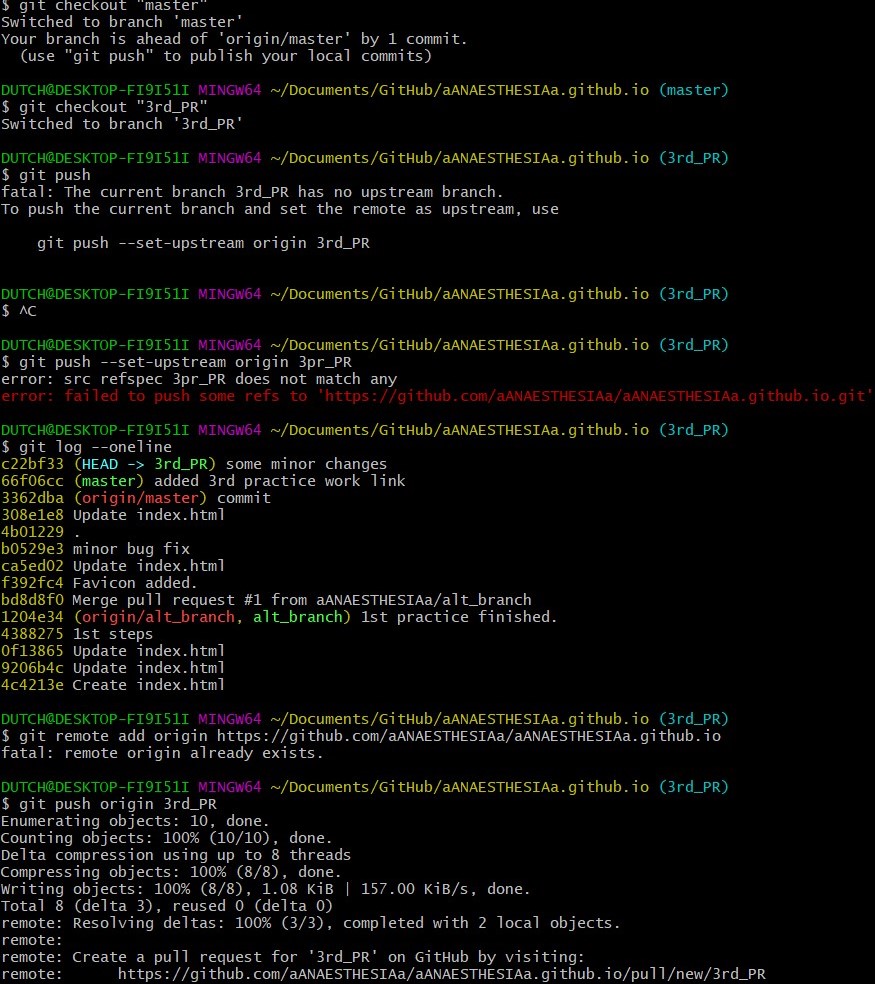 $ git checkout "master"
Switched to branch 'master'
Your branch is ahead of 'origin/master' by 1 commit.
  (use "git push" to publish your local commits)

DUTCH@DESKTOP-FI9I51I MINGW64 ~/Documents/GitHub/aANAESTHESIAa.github.io (master)
$ git checkout "3rd_PR"
Switched to branch '3rd_PR'

DUTCH@DESKTOP-FI9I51I MINGW64 ~/Documents/GitHub/aANAESTHESIAa.github.io (3rd_PR)
$ git push
fatal: The current branch 3rd_PR has no upstream branch.
To push the current branch and set the remote as upstream, use

    git push --set-upstream origin 3rd_PR

DUTCH@DESKTOP-FI9I51I MINGW64 ~/Documents/GitHub/aANAESTHESIAa.github.io (3rd_PR)
$ ^C

DUTCH@DESKTOP-FI9I51I MINGW64 ~/Documents/GitHub/aANAESTHESIAa.github.io (3rd_PR)
$ git push --set-upstream origin 3pr_PR
error: src refspec 3pr_PR does not match any
error: failed to push some refs to 'https://github.com/aANAESTHESIAa/aANAESTHESIAa.github.io.git'

DUTCH@DESKTOP-FI9I51I MINGW64 ~/Documents/GitHub/aANAESTHESIAa.github.io (3rd_PR)
$ git log --oneline
c22bf33 (HEAD -> 3rd_PR) some minor changes
66f06cc (master) added 3rd practice work link
3362dba (origin/master) commit
308e1e8 Update index.html
4b01229 .
b0529e3 minor bug fix
ca5ed02 Update index.html
f392fc4 Favicon added.
bd8d8f0 Merge pull request #1 from aANAESTHESIAa/alt_branch
1204e34 (origin/alt_branch, alt_branch) 1st practice finished.
4388275 1st steps
0f13865 Update index.html
9206b4c Update index.html
4c4213e Create index.html

DUTCH@DESKTOP-FI9I51I MINGW64 ~/Documents/GitHub/aANAESTHESIAa.github.io (3rd_PR)
$ git remote add origin https://github.com/aANAESTHESIAa/aANAESTHESIAa.github.io
fatal: remote origin already exists.

DUTCH@DESKTOP-FI9I51I MINGW64 ~/Documents/GitHub/aANAESTHESIAa.github.io (3rd_PR)
$ git push origin 3rd_PR
Enumerating objects: 10, done.
Counting objects: 100% (10/10), done.
Delta compression using up to 8 threads
Compressing objects: 100% (8/8), done.
Writing objects: 100% (8/8), 1.08 KiB | 157.00 KiB/s, done.
Total 8 (delta 3), reused 0 (delta 0)
remote: Resolving deltas: 100% (3/3), completed with 2 local objects.
remote:
remote: Create a pull request for '3rd_PR' on GitHub by visiting:
remote:      https://github.com/aANAESTHESIAa/aANAESTHESIAa.github.io/pull/new/3rd_PR